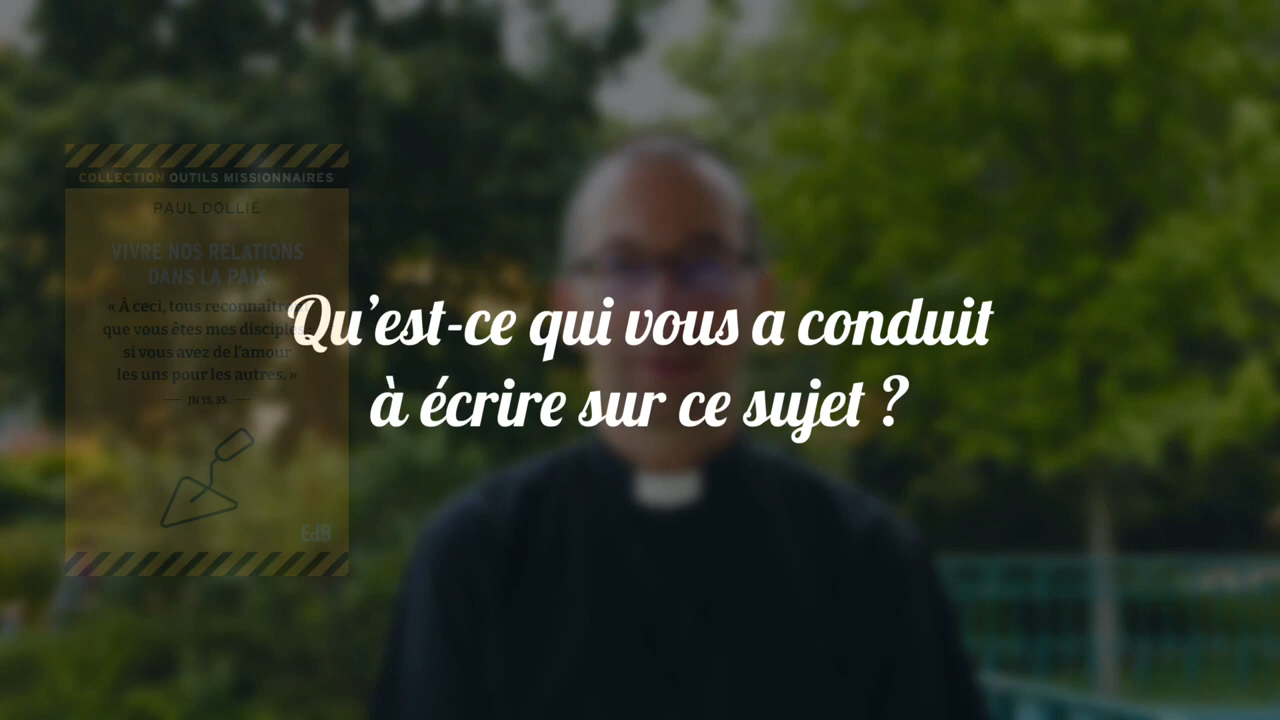 COLLECTION OUTILS MISSIONNAIRES
PAUL DOLLIÉ
VIVRE NOS RELATIONS
DANS LA PAIX
« À ceci, tous reconnaîtr
que vous êtes mes disciples
si vous avez de l'amour
les uns pour les autres. »
JN 13, 35
EdB
Qu'est-ce qui vous a conduit
à écrire sur ce sujet ?